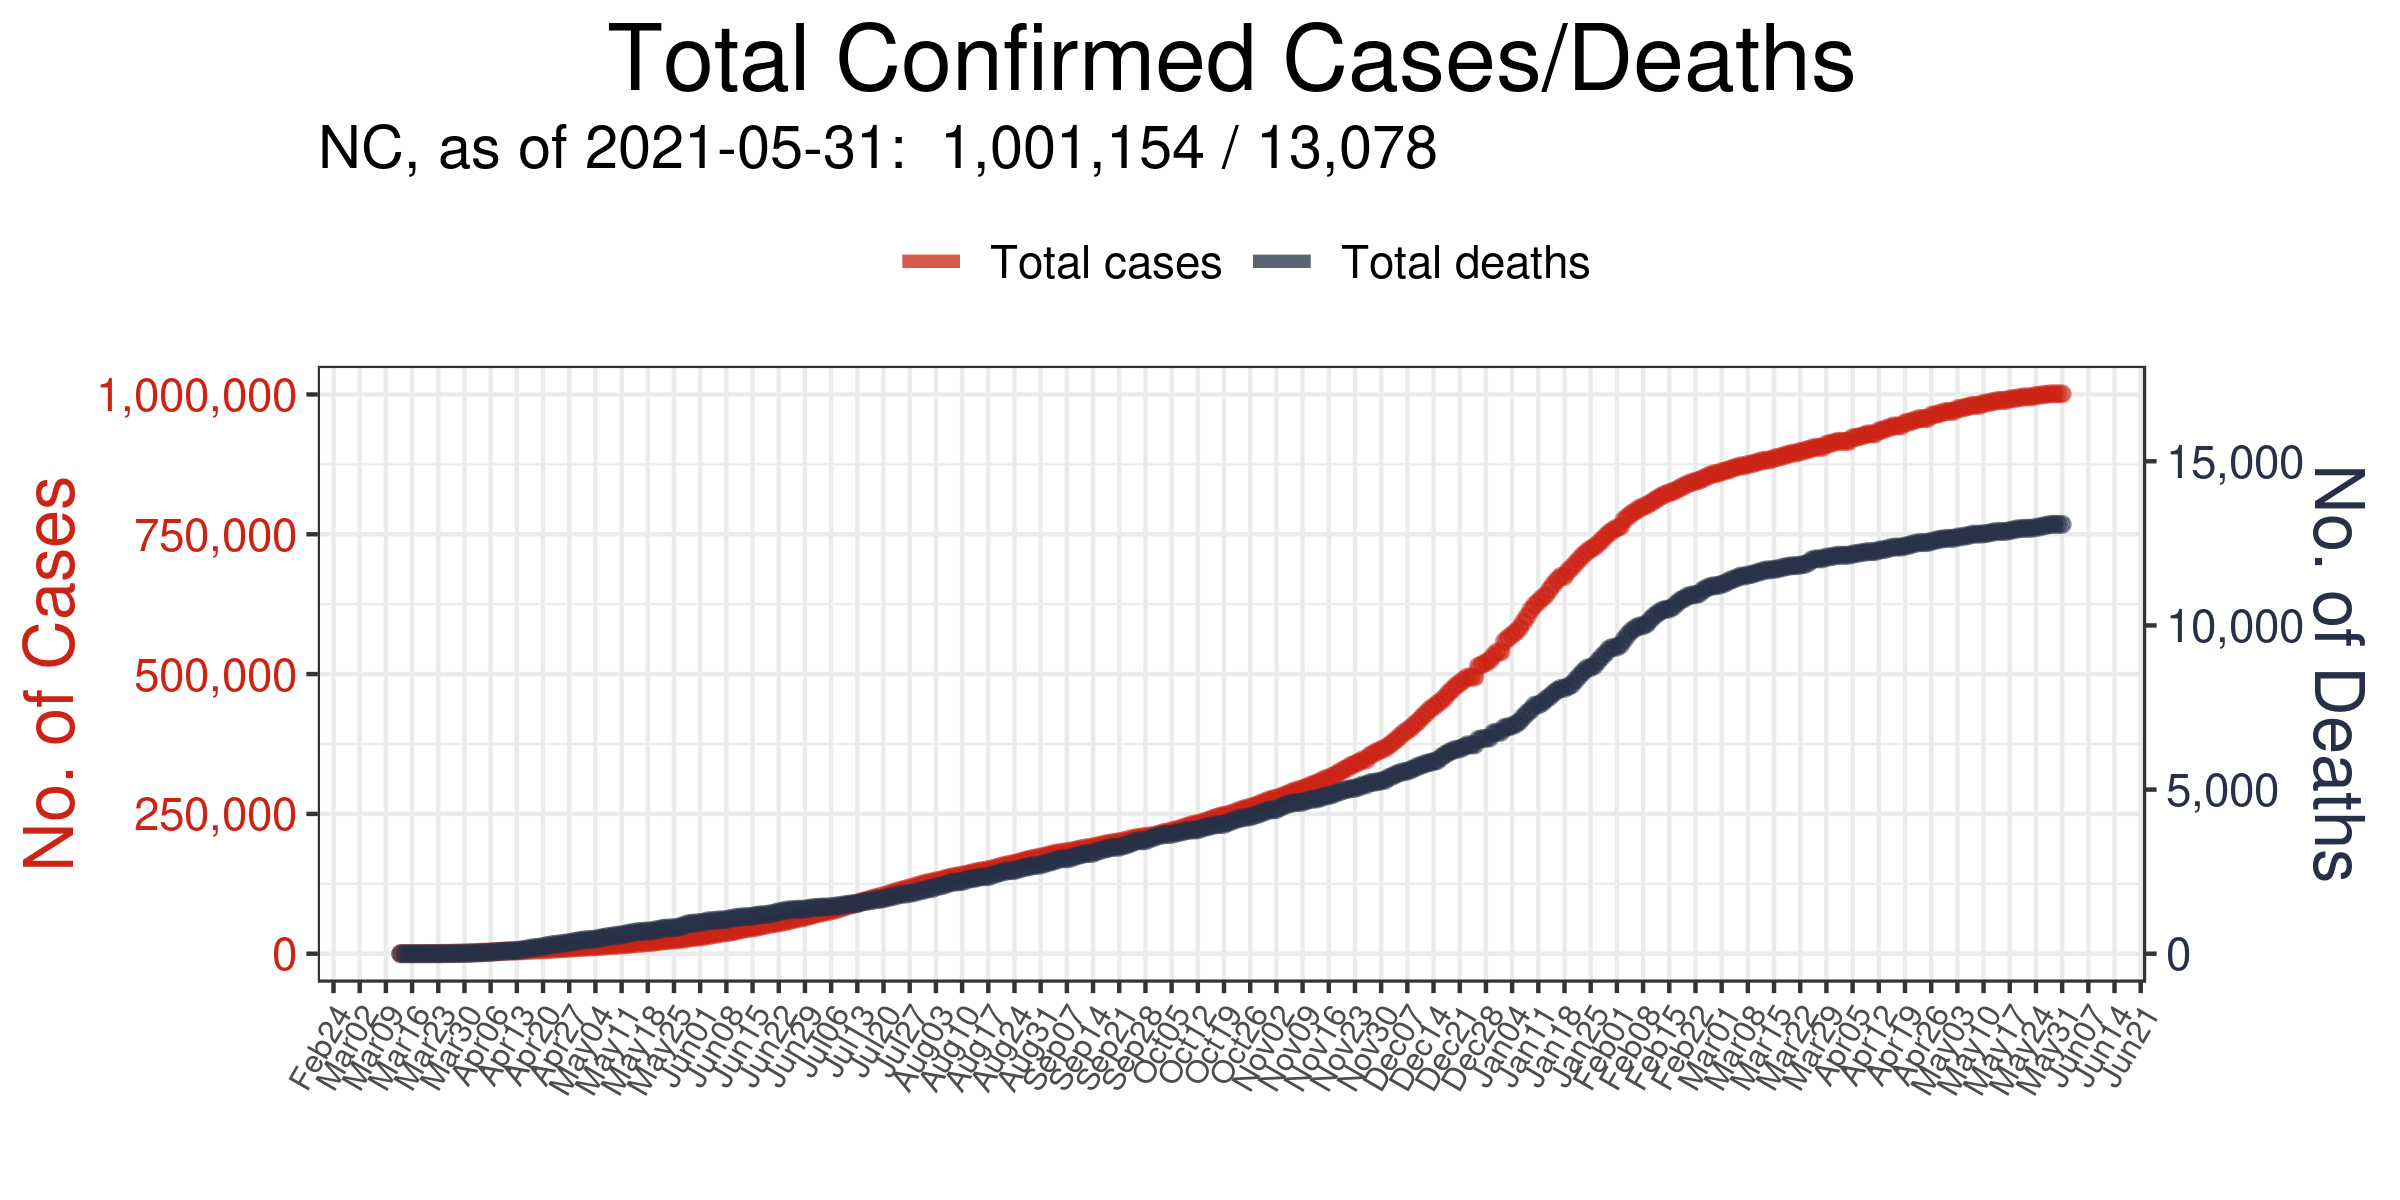 Total Confirmed Cases/Deaths
NC, as of 2021-05-31:  1,001,154 / 13,078
Total cases
Total deaths
No. of Cases
1,000,000
750,000
500,000
250,000
0
15,000
10,000
5,000
0
No. of Deaths
Feb24
Mar02
Mar09
Mar16
Mar23
Mar30
Apr06
Apr13
Apr20
Apr27
May04
May11
May18
May25
Jun01
Jun08
Jun15
Jun22
Jun29
Jul06
Jul13
Jul20
Jul27
Aug03
Aug10
Aug17
Aug24
Aug31
Sep07
Sep14
Sep21
Sep28
Oct05
Oct12
Oct19
Oct26
Nov02
Nov09
Nov16
Nov23
Nov30
Dec07
Dec14
Dec21
Dec28
Jan04
Jan11
Jan18
Jan25
Feb01
Feb08
Feb15
Feb22
Mar01
Mar08
Mar15
Mar22
Mar29
Apr05
Apr12
Apr19
Apr26
May03
May10
May17
May24
May31
Jun07
Jun14
Jun21